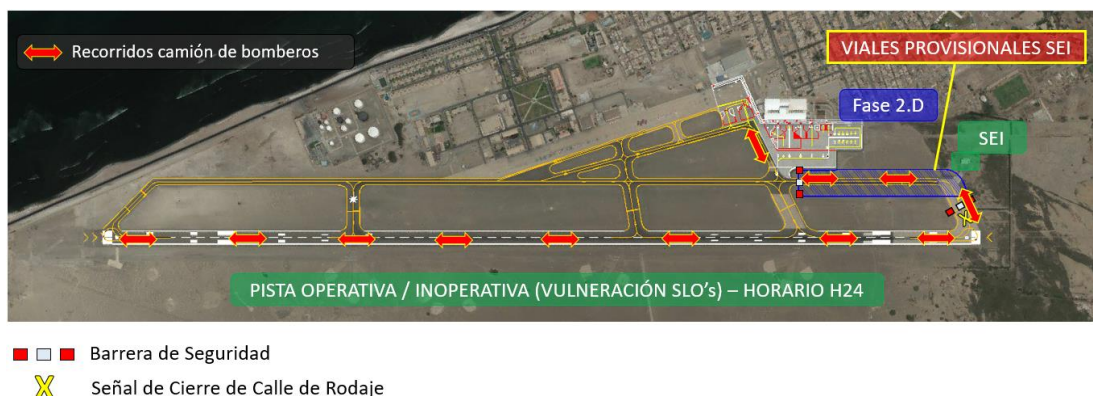 Recorridos camión de bomberos
VIALES PROVISIONALES SEI
Fase 2.D
SEI
PISTA OPERATIVA / INOPERATIVA (VULNERACIÓN SLO’s) – HORARIO H24
Barrera de Seguridad
Señal de Cierre de Calle de Rodaje